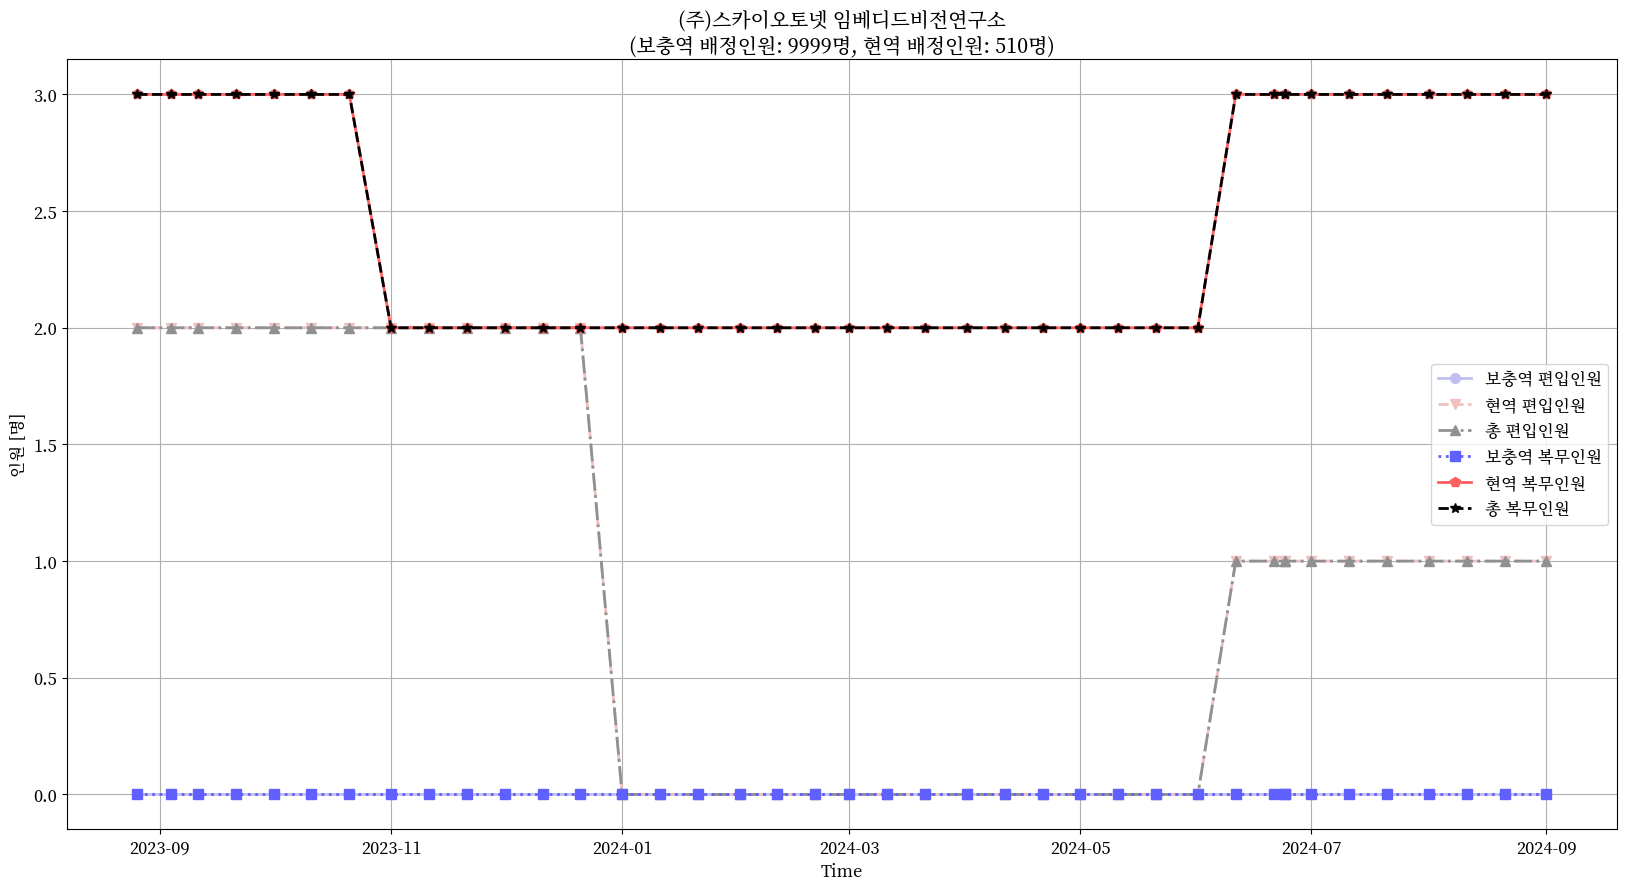 (주)스카이오토넷 임베디드비전연구소
(보충역 배정인원: 9999명, 현역 배정인원: 510명)
인원 [명]
3.0
2.5
2.0
1.5
1.0
0.5
0.0
보충역 편입인원
현역 편입인원
총 편입인원
보충역 복무인원
현역 복무인원
총 복무인원
2023-09 2023-11 2024-01 2024-03 2024-05 2024-07 2024-09
Time